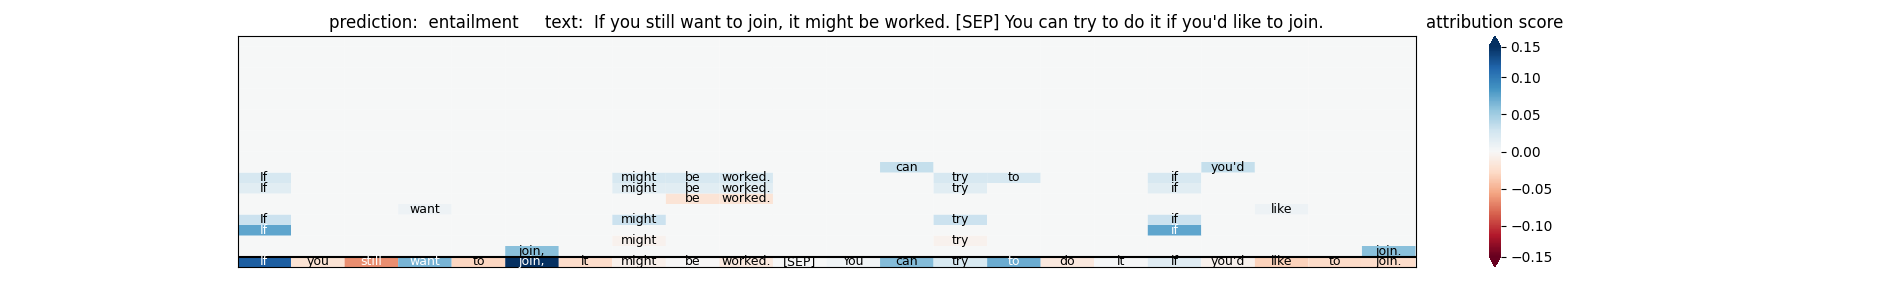 prediction:  entailment     text:  If you still want to join, it might be worked. [SEP] You can try to do it if you'd like to join.
attribution score
0.15
0.10
0.05
0.00
−0.05
−0.10
−0.15
can you'd
If might be worked. try to if
If might be worked. try if
be worked.
want like
If might try if
If if
might try
join, join.
If you still want to join, it might be worked. [SEP] You can try to do it if you'd like to join.